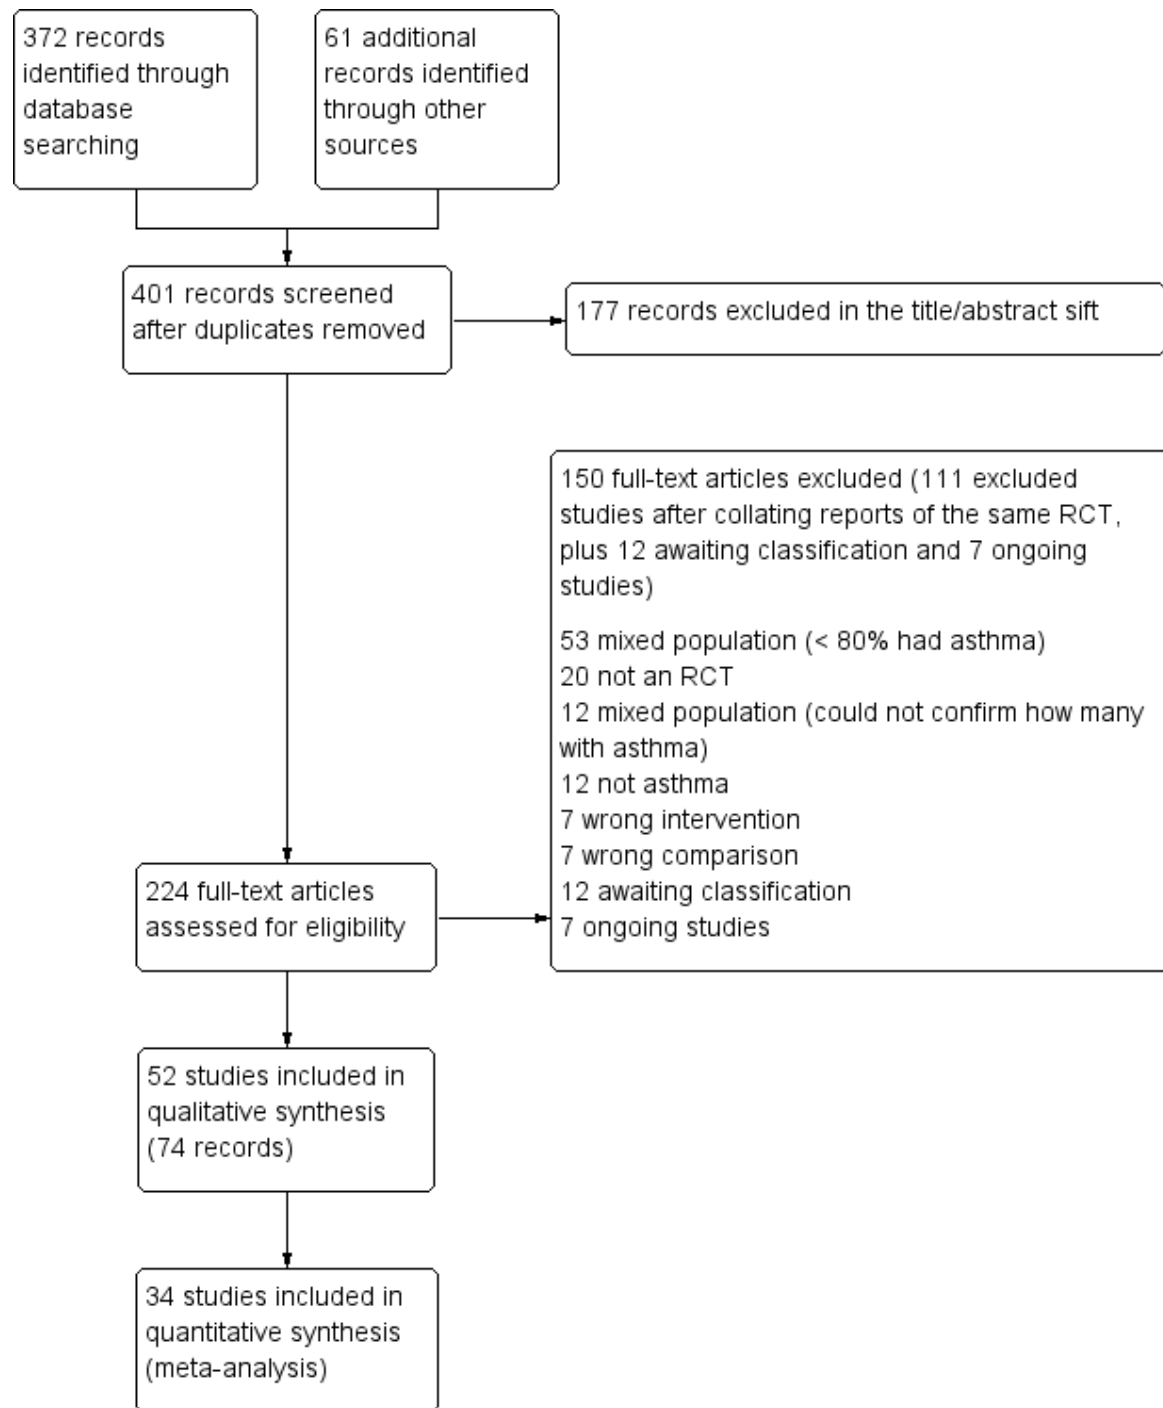 372 records
identified through
database
searching
61 additional
records identified
through other
sources
401 records screened
after duplicates removed
177 records excluded in the title/abstract sift
150 full-text articles excluded (111 excluded
studies after collating reports of the same RCT,
plus 12 awaiting classification and 7 ongoing
studies)
53 mixed population (< 80% had asthma)
20 not an RCT
12 mixed population (could not confirm how many
with asthma)
12 not asthma
7 wrong intervention
7 wrong comparison
12 awaiting classification
7 ongoing studies
224 full-text articles
assessed for eligibility
52 studies included in
qualitative synthesis
(74 records)
34 studies included in
quantitative synthesis
(meta-analysis)